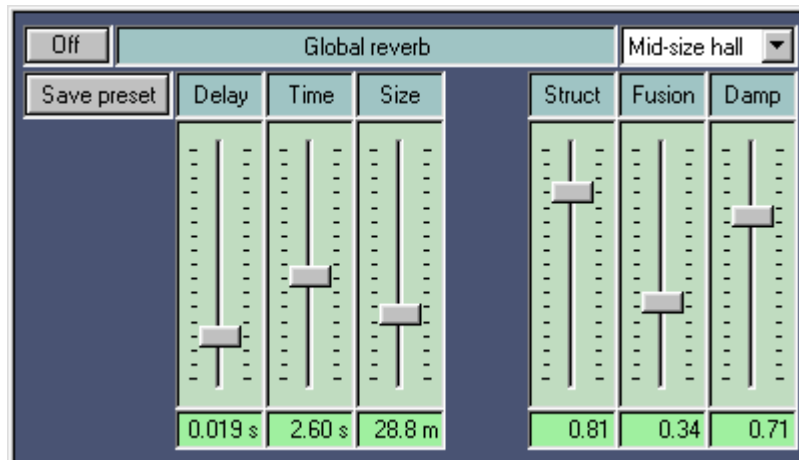 Off Global reverb Mid-size hall
Save preset Delay Time Size Struct Fusion Damp
0.019 s 2.60 s 28.8 m 0.81 0.34 0.71